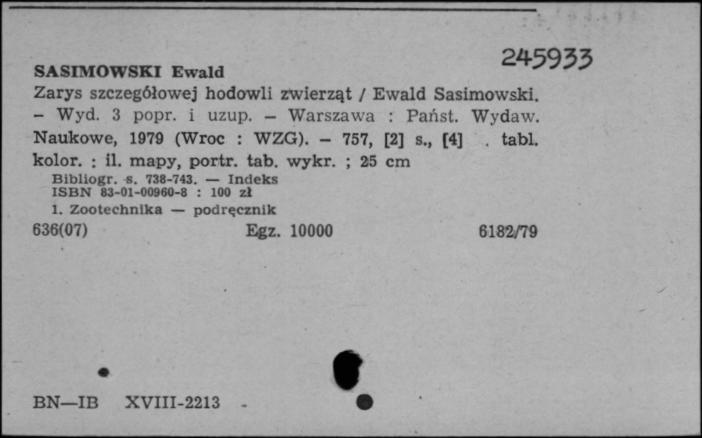 245933
SASIMOWSKI Ewald
Zarys szczegółowej hodowli zwierząt / Ewald Sasimowski.
– Wyd. 3 popr. i uzup. – Warszawa : Państ. Wydaw.
Naukowe, 1979 (Wroc : WZG). – 757, [2] s., [4] . tabl.
kolor. : il. mapy, portr. tab. wykr. ; 25 cm
Bibliogr. s. 738-743. — Indeks
ISBN 83-01-00960-8 : 100 zł
1. Zootechnika — podręcznik
636(07) Egz. 10000 6182/79
BN—IB XVIII-2213 -